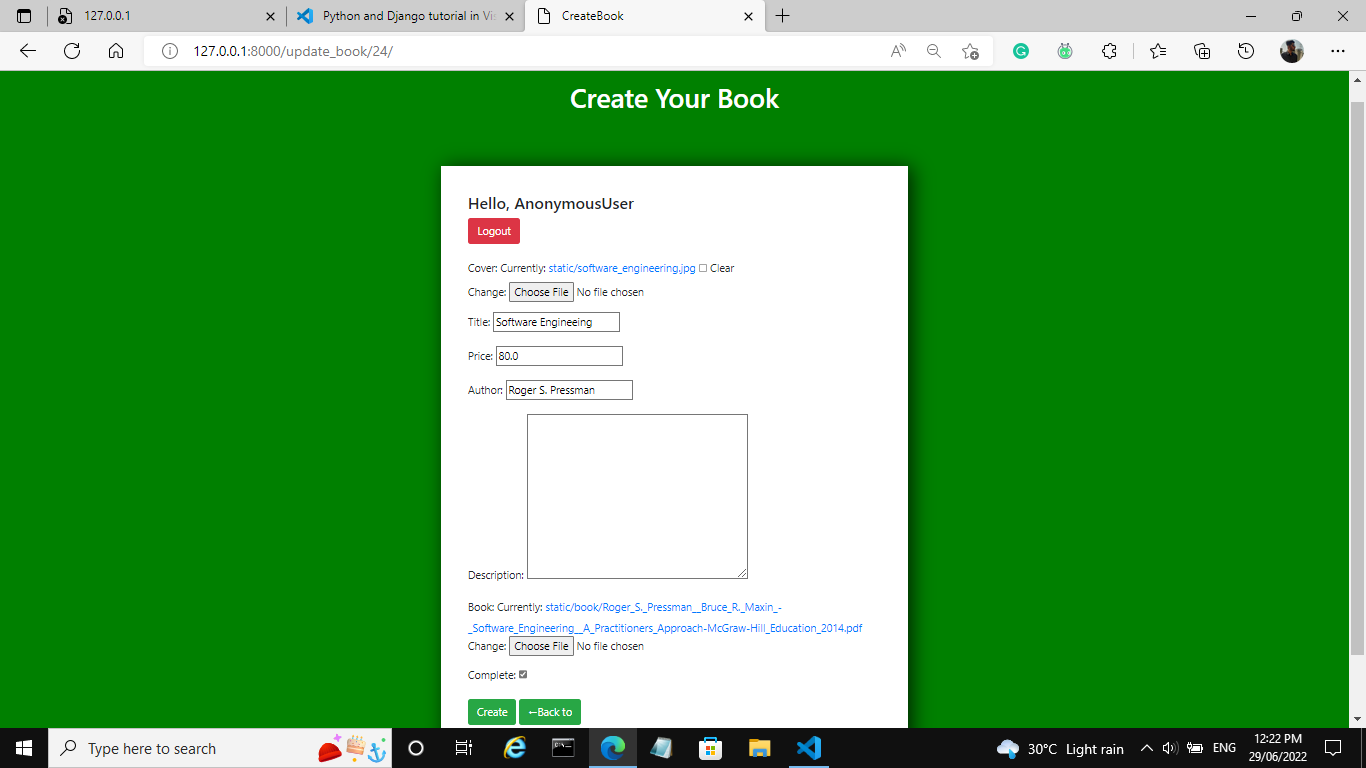 127.0.0.1
Python and Django tutorial in Vis
CreateBook
127.0.0.1:8000/update_book/24/
Create Your Book
Hello, AnonymousUser
Logout
Cover: Currently: static/software_engineering.jpg Clear
Change: Choose File No file chosen
Title: Software Engineeing
Price: 80.0
Author: Roger S. Pressman
Description:
Book: Currently: static/book/Roger_S._Pressman__Bruce_R._Maxin_-
_Software_Engineering__A_Practitioners_Approach-McGraw-Hill_Education_2014.pdf
Change: Choose File No file chosen
Complete:
Create ←Back to
Type here to search
30°C Light rain
ENG
12:22 PM
29/06/2022